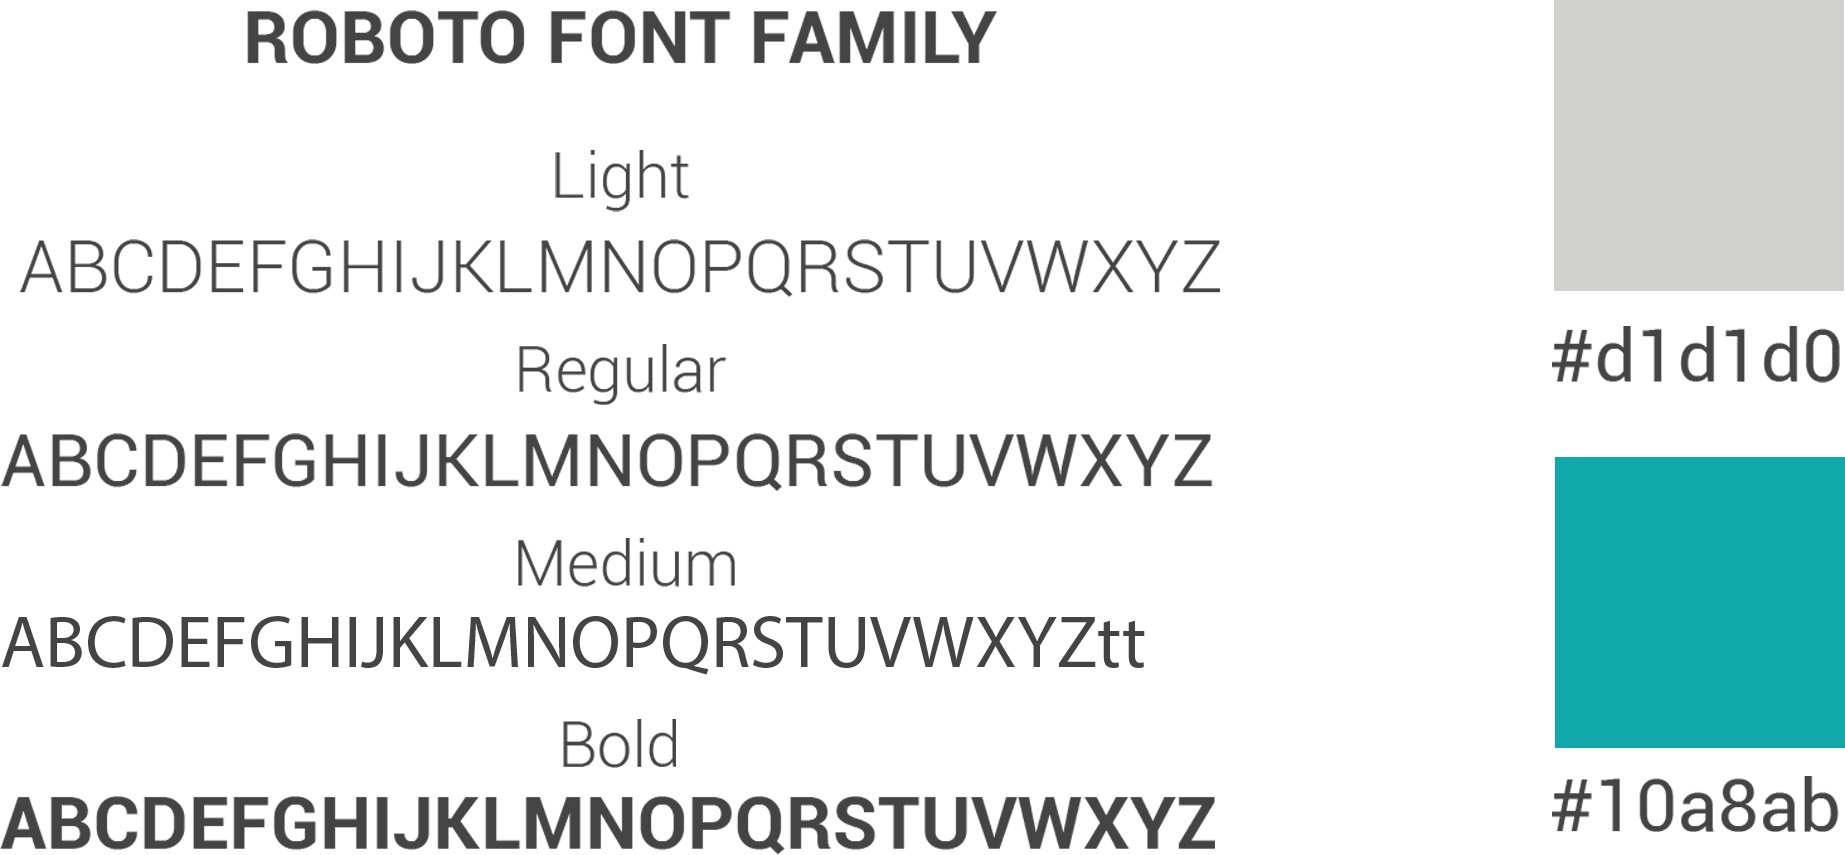 ROBOTO FONT FAMILY
Light
ABCDEFGHIJKLMNOPQRSTUVWXYZ
Regular
ABCDEFGHIJKLMNOPQRSTUVWXYZ
Medium
ABCDEFGHIJKLMNOPQRSTUVWXYZtt
Bold
ABCDEFGHIJKLMNOPQRSTUVWXYZ
#d1d1d0
#10a8ab